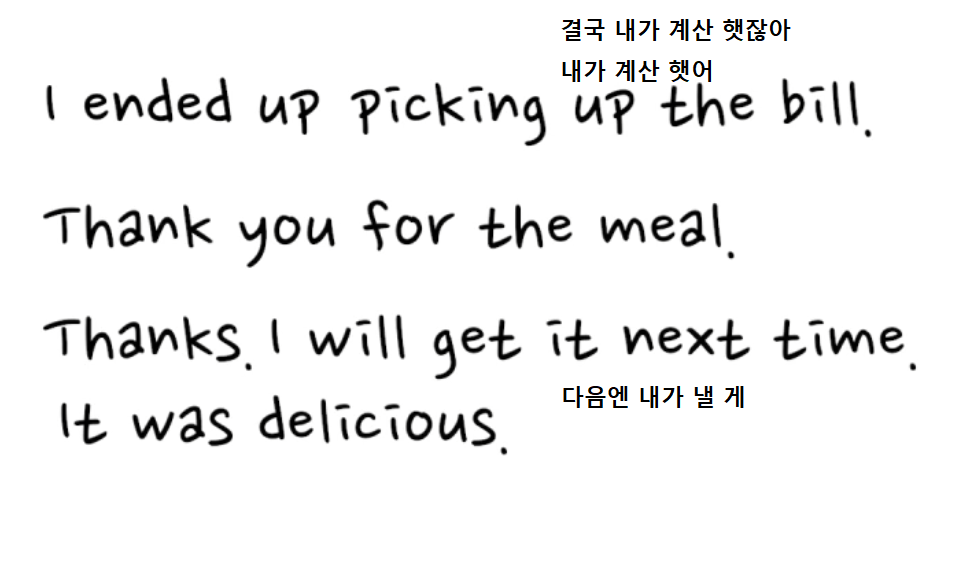 결국 내가 계산 햇잖아
내가 계산 햇어
I ended up picking up the bill.
Thank you for the meal.
Thanks. I will get it next time.
다음엔 내가 낼 게
It was delicious.